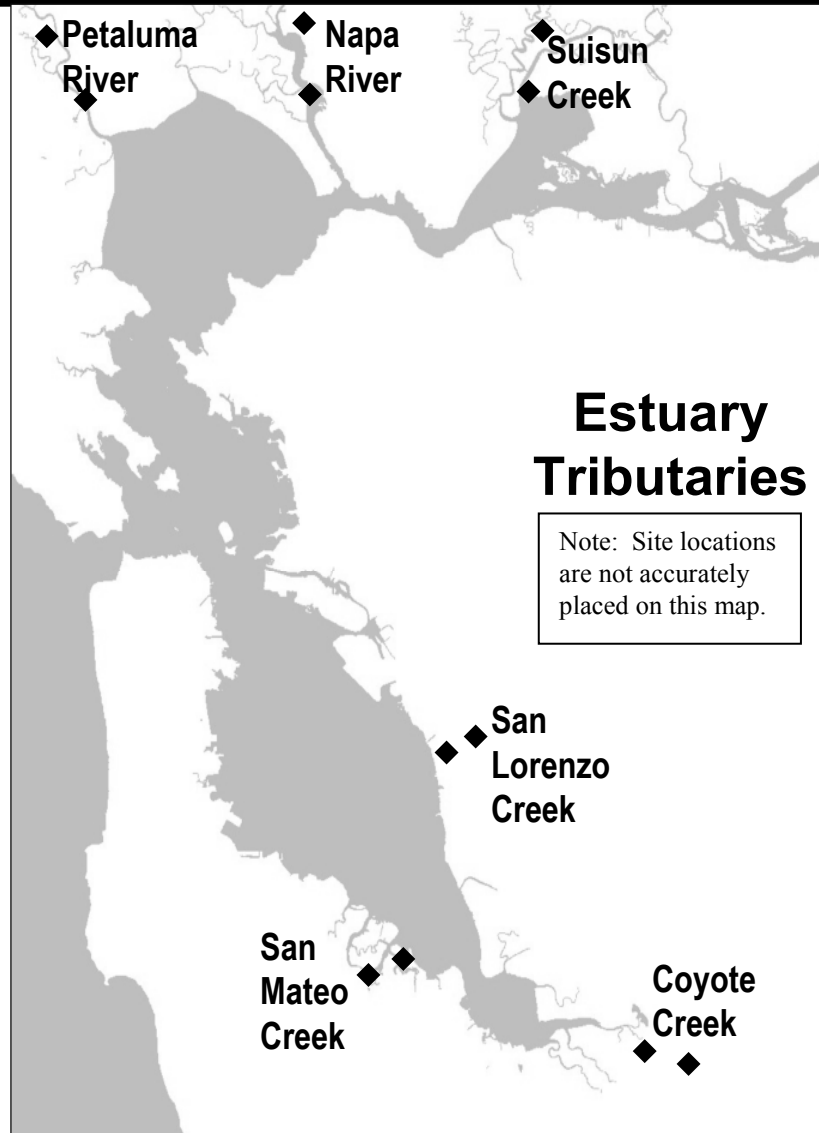 Petaluma
River
Napa
River
Suisun
Creek
Estuary
Tributaries
Note: Site locations
are not accurately
placed on this map.
San
Lorenzo
Creek
San
Mateo
Creek
Coyote
Creek